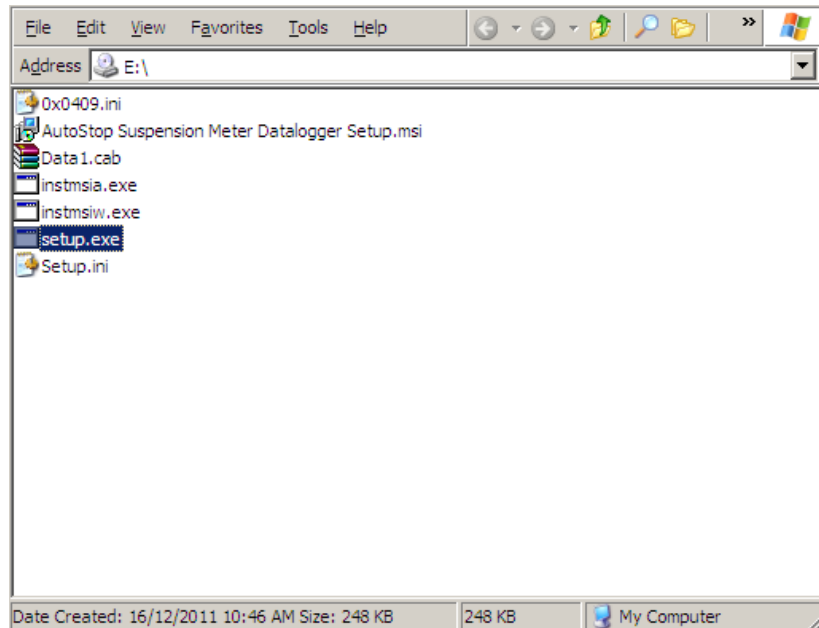 File Edit View Favorites Tools Help »
Address E:\
0x0409.ini
AutoStop Suspension Meter Datalogger Setup.msi
Data1.cab
instmsia.exe
instmsiw.exe
setup.exe
Setup.ini
Date Created: 16/12/2011 10:46 AM Size: 248 KB 248 KB My Computer